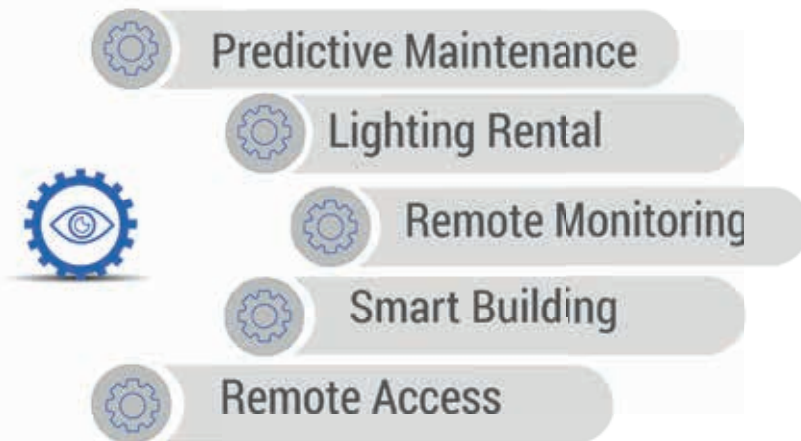 Predictive Maintenance
Lighting Rental
Remote Monitoring
Smart Building
Remote Access